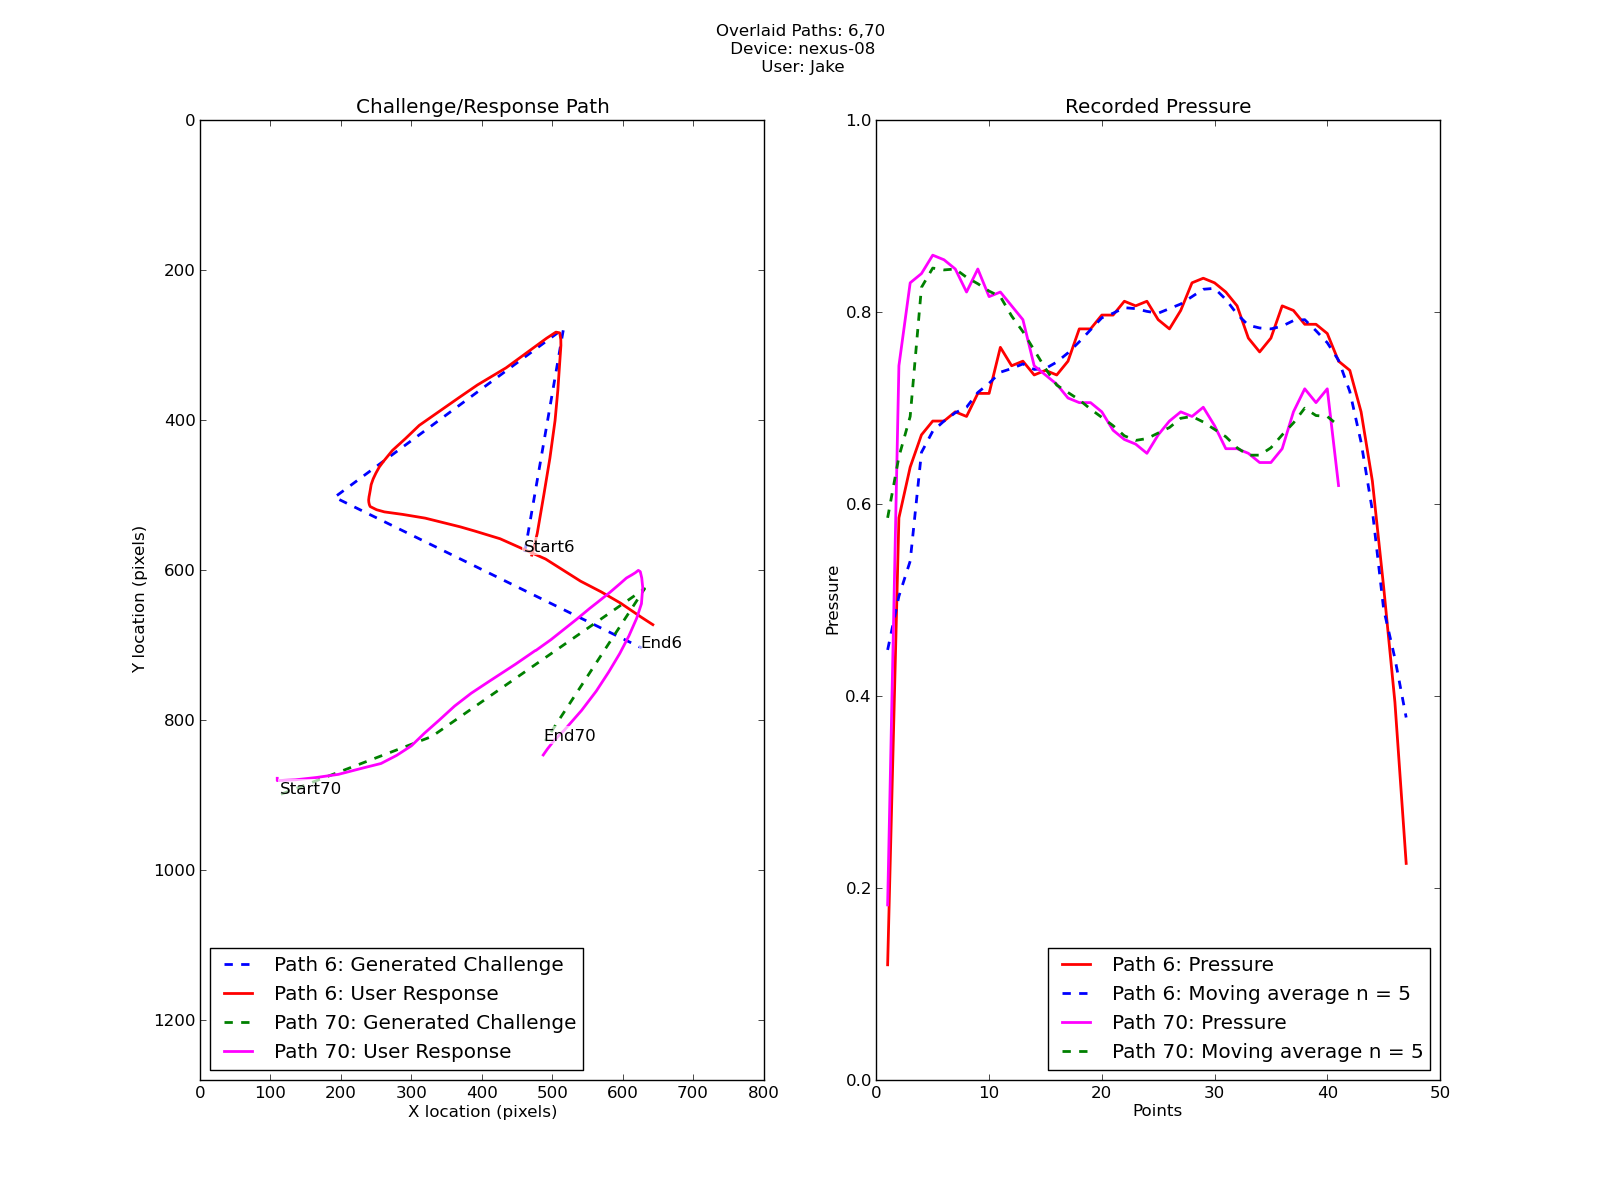 Overlaid Paths: 6,70
Device: nexus-08
User: Jake
Challenge/Response Path
0
200
400
600
800
1000
1200
Y location (pixels)
Start6
End6
End70
Start70
Path 6: Generated Challenge
Path 6: User Response
Path 70: Generated Challenge
Path 70: User Response
0 100 200 300 400 500 600 700 800
X location (pixels)
Recorded Pressure
1.0
0.8
0.6
0.4
0.2
0.0
Pressure
Path 6: Pressure
Path 6: Moving average n = 5
Path 70: Pressure
Path 70: Moving average n = 5
0 10 20 30 40 50
Points